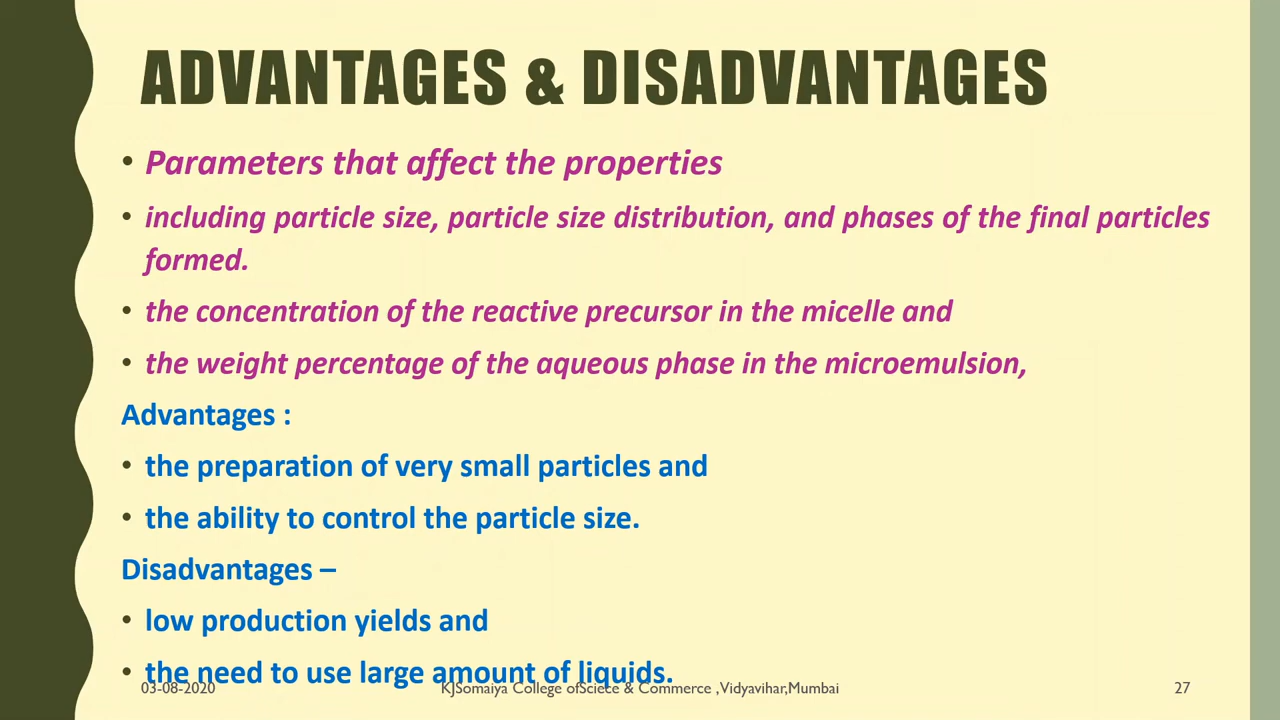 ADVANTAGES & DISADVANTAGES
• Parameters that affect the properties
• including particle size, particle size distribution, and phases of the final particles
formed.
• the concentration of the reactive precursor in the micelle and
• the weight percentage of the aqueous phase in the microemulsion,
Advantages :
• the preparation of very small particles and
• the ability to control the particle size.
Disadvantages –
• low production yields and
• the need to use large amount of liquids.
03-08-2020 KJSomaiya College ofSciece & Commerce ,Vidyavihar,Mumbai 27